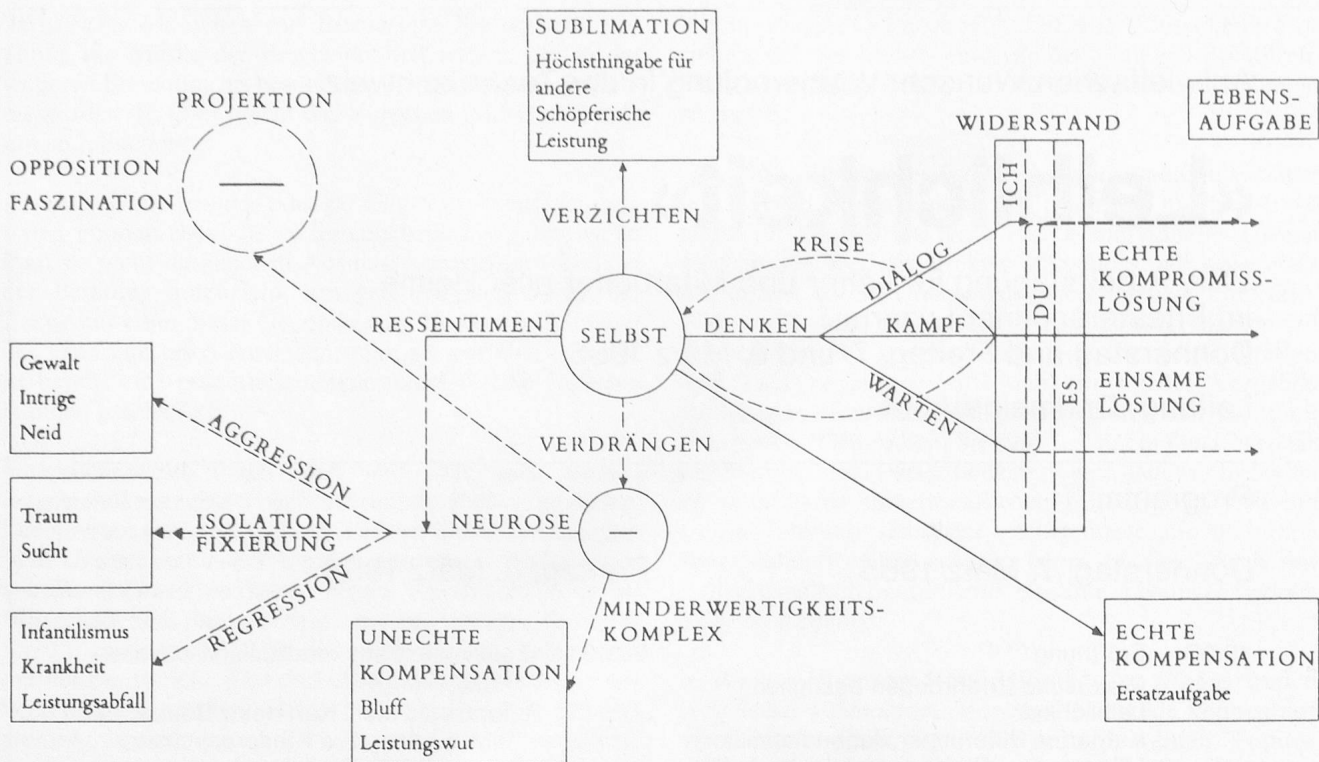 SUBLIMATION
Höchsthingabe für
andere
Schöpferische
Leistung
PROJEKTION
OPPOSITION
FASZINATION
WIDERSTAND
LEBENS-
AUFGABE
VERZICHTEN
KRISE
DIALOG
ICH
DU
ES
ECHTE
KOMPROMISS-
LÖSUNG
RESSENTIMENT
SELBST
DENKEN
KAMPF
WARTEN
EINSAME
LÖSUNG
Gewalt
Intrige
Neid
AGGRESSION
VERDRÄNGEN
Traum
Sucht
ISOLATION
FIXIERUNG
NEUROSE
REGRESSION
Infantilismus
Krankheit
Leistungsabfall
MINDERWERTIGKEITS-
KOMPLEX
UNECHTE
KOMPENSATION
Bluff
Leistungswut
ECHTE
KOMPENSATION
Ersatzaufgabe